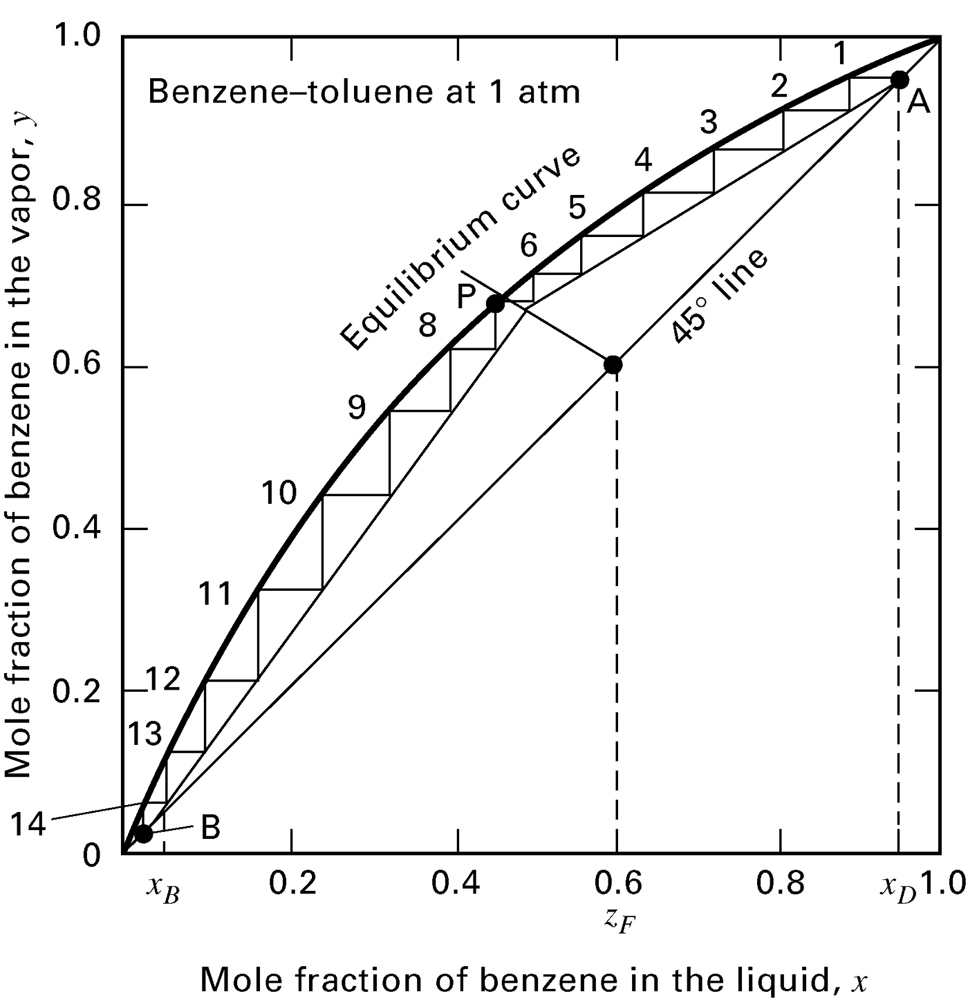 1.0
Benzene–toluene at 1 atm
1
2
A
3
4
0.8
Equilibrium curve
5
6
45° line
P
8
0.6
9
10
0.4
11
12
0.2
13
14
B
0
x_B
0.2
0.4
0.6
0.8
x_D
1.0
z_F
Mole fraction of benzene in the vapor, y
Mole fraction of benzene in the liquid, x